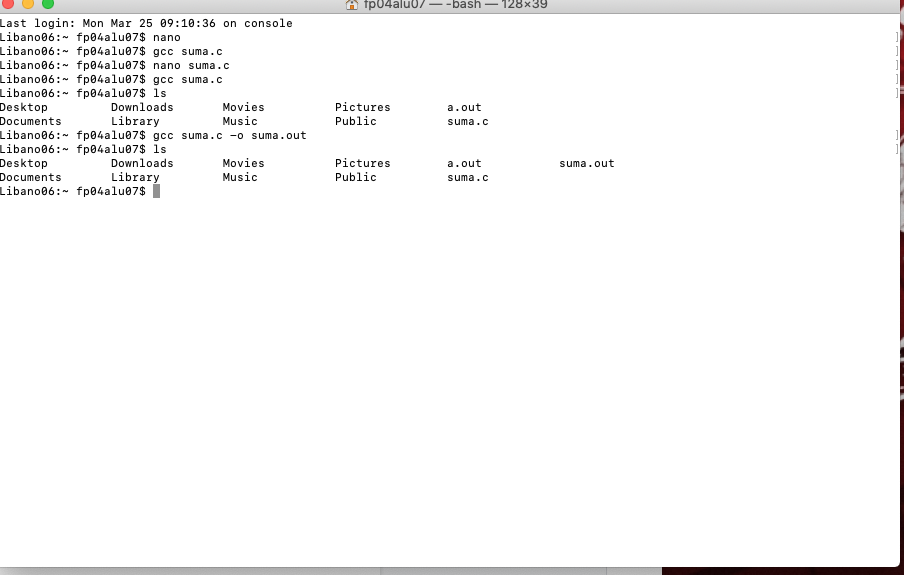 fp04alu07 — -bash — 128×39
Last login: Mon Mar 25 09:10:36 on console
Libano06:~ fp04alu07$ nano
Libano06:~ fp04alu07$ gcc suma.c
Libano06:~ fp04alu07$ nano suma.c
Libano06:~ fp04alu07$ gcc suma.c
Libano06:~ fp04alu07$ ls
Desktop Downloads Movies Pictures a.out
Documents Library Music Public suma.c
Libano06:~ fp04alu07$ gcc suma.c -o suma.out
Libano06:~ fp04alu07$ ls
Desktop Downloads Movies Pictures a.out suma.out
Documents Library Music Public suma.c
Libano06:~ fp04alu07$